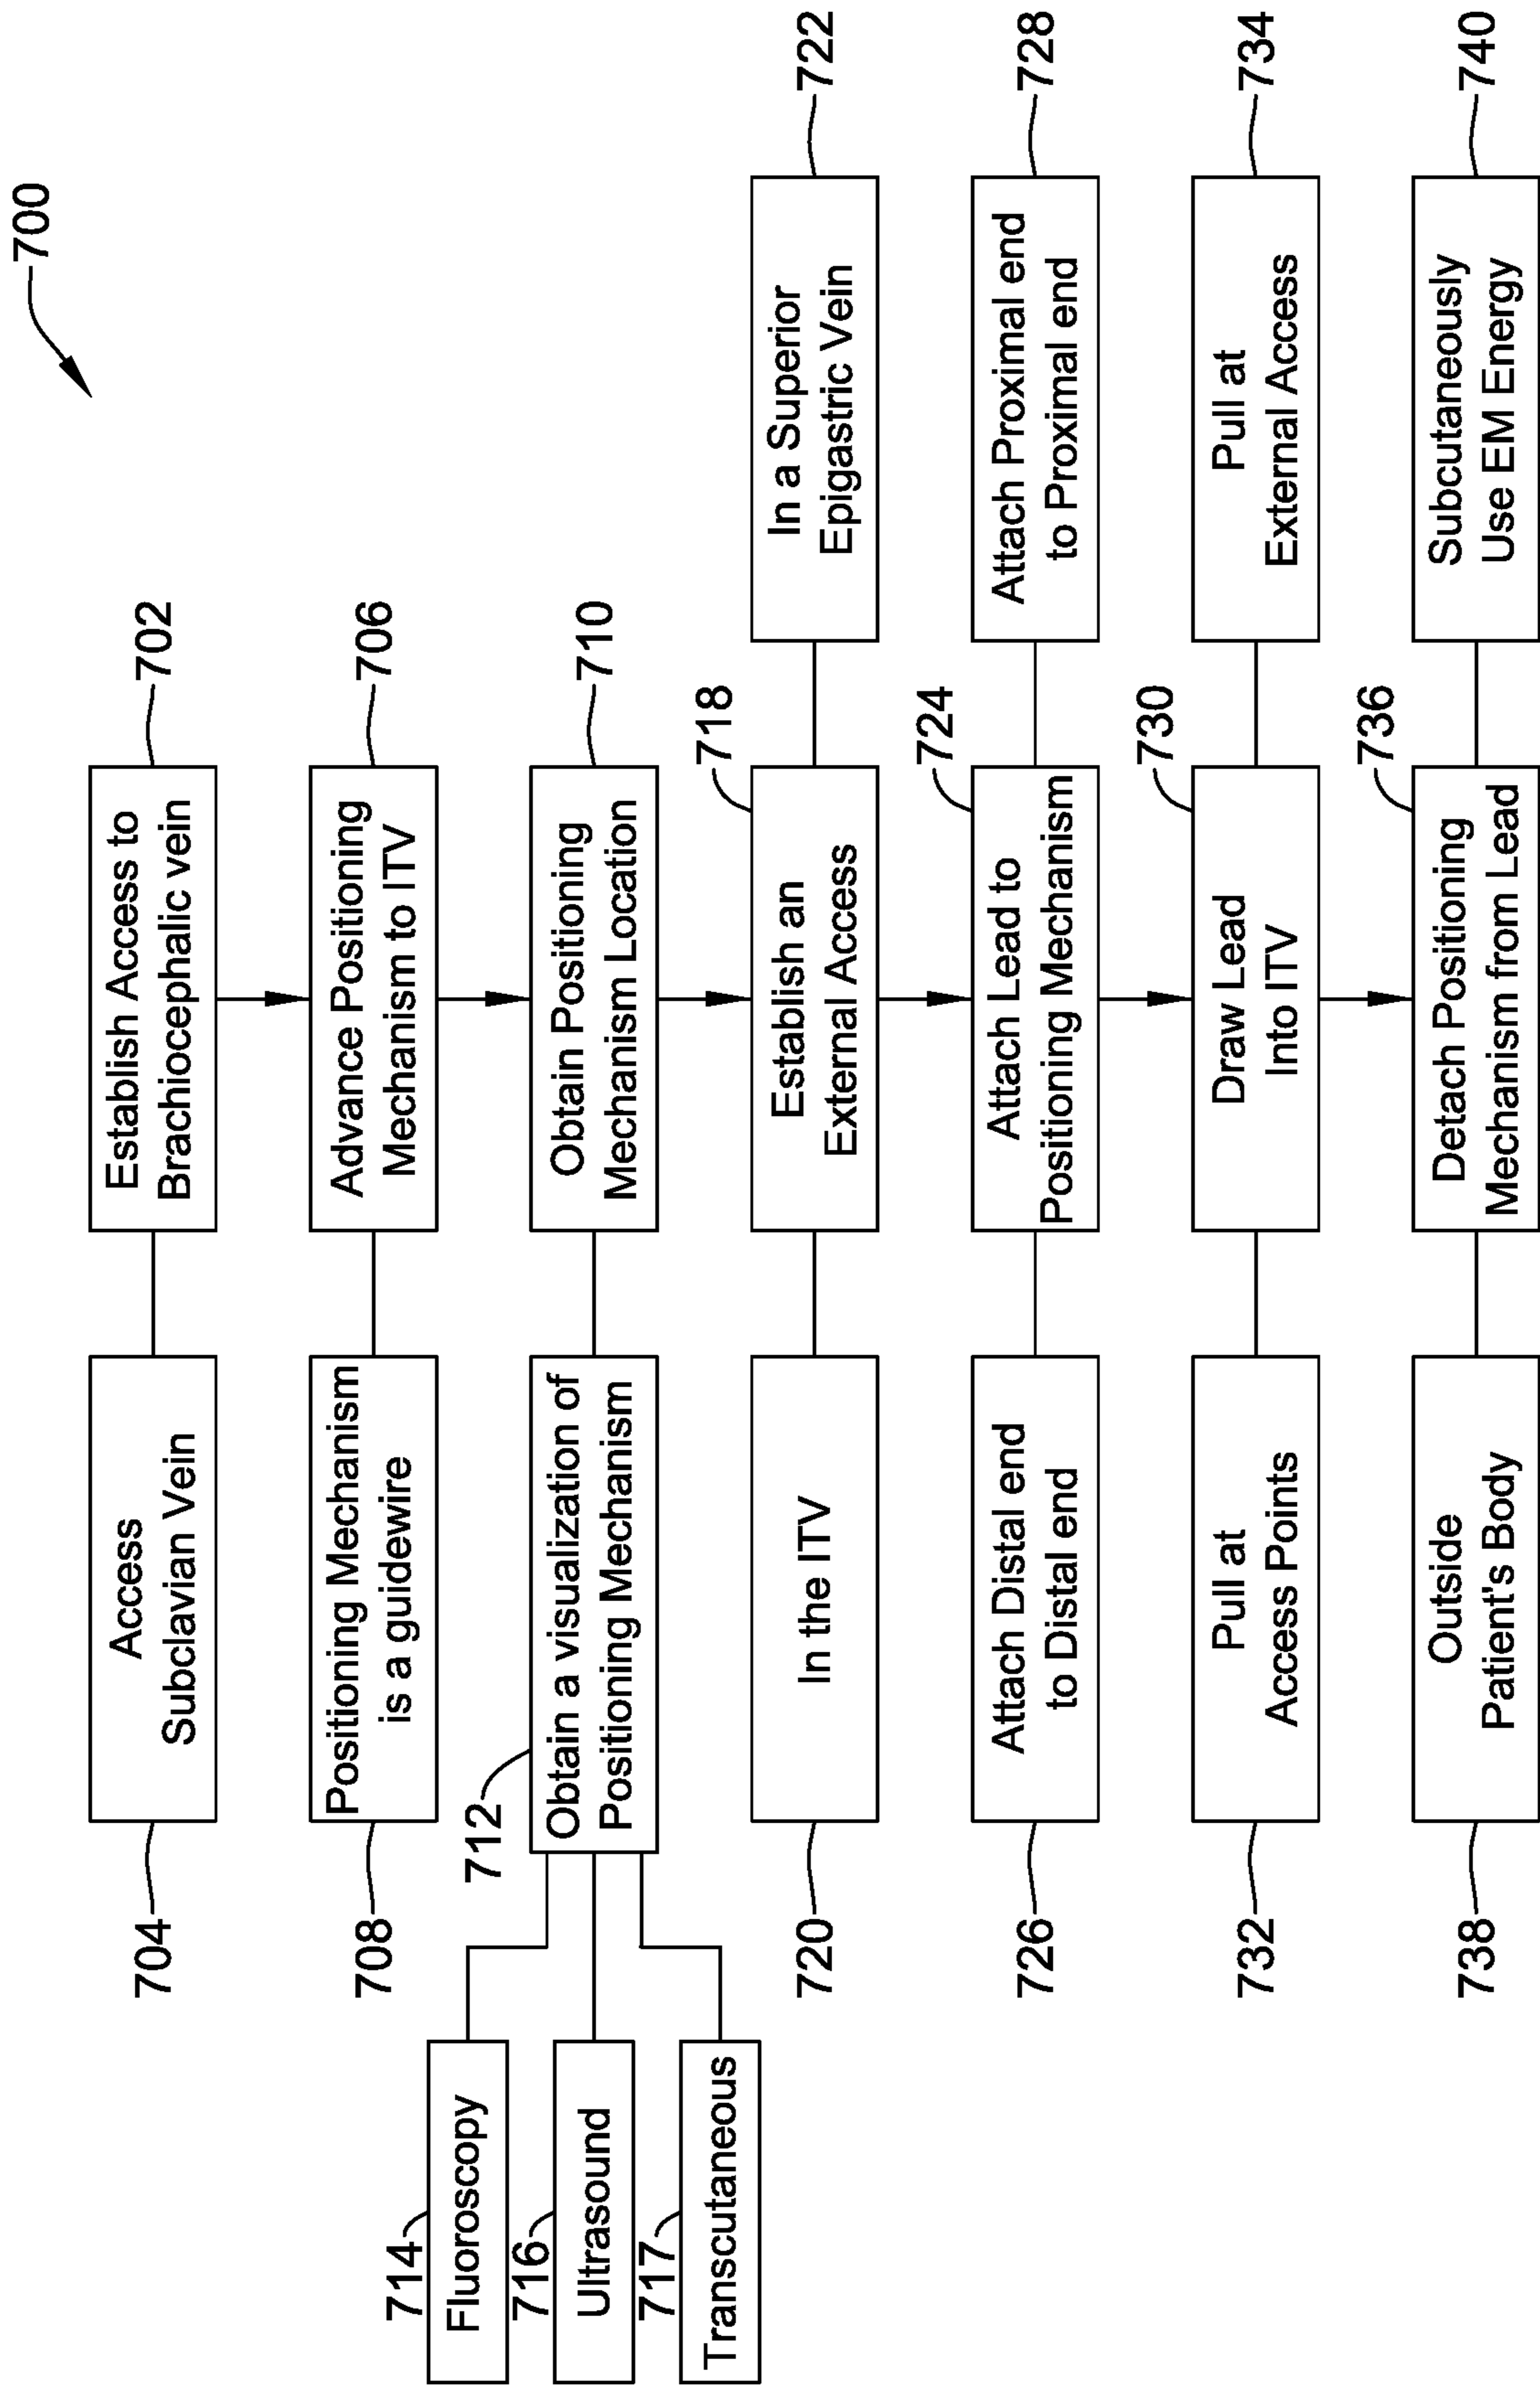 700
Establish Access to
Brachiocephalic vein
702
Access
Subclavian Vein
704
Advance Positioning
Mechanism to ITV
706
Positioning Mechanism
is a guidewire
708
Obtain Positioning
Mechanism Location
710
712
Obtain a visualization of
Positioning Mechanism
714
Fluoroscopy
716
Ultrasound
717
Transcutaneous
718
Establish an
External Access
720
In the ITV
722
In a Superior
Epigastric Vein
724
Attach Lead to
Positioning Mechanism
726
Attach Distal end
to Distal end
728
Attach Proximal end
to Proximal end
730
Draw Lead
Into ITV
732
Pull at
Access Points
734
Pull at
External Access
736
Detach Positioning
Mechanism from Lead
738
Outside
Patient's Body
740
Subcutaneously
Use EM Energy